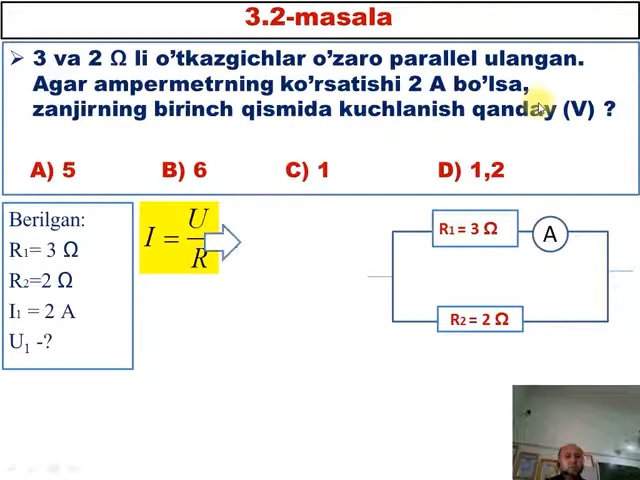 3.2-masala
➢ 3 va 2 Ω li o’tkazgichlar o’zaro parallel ulangan.
Agar ampermetrning ko’rsatishi 2 A bo’lsa,
zanjirning birinch qismida kuchlanish qanday (V) ?
A) 5 B) 6 C) 1 D) 1,2
Berilgan:
R₁= 3 Ω
R₂=2 Ω
I₁ = 2 A
U₁ -?
I = U/R
R₁ = 3 Ω
A
R₂ = 2 Ω